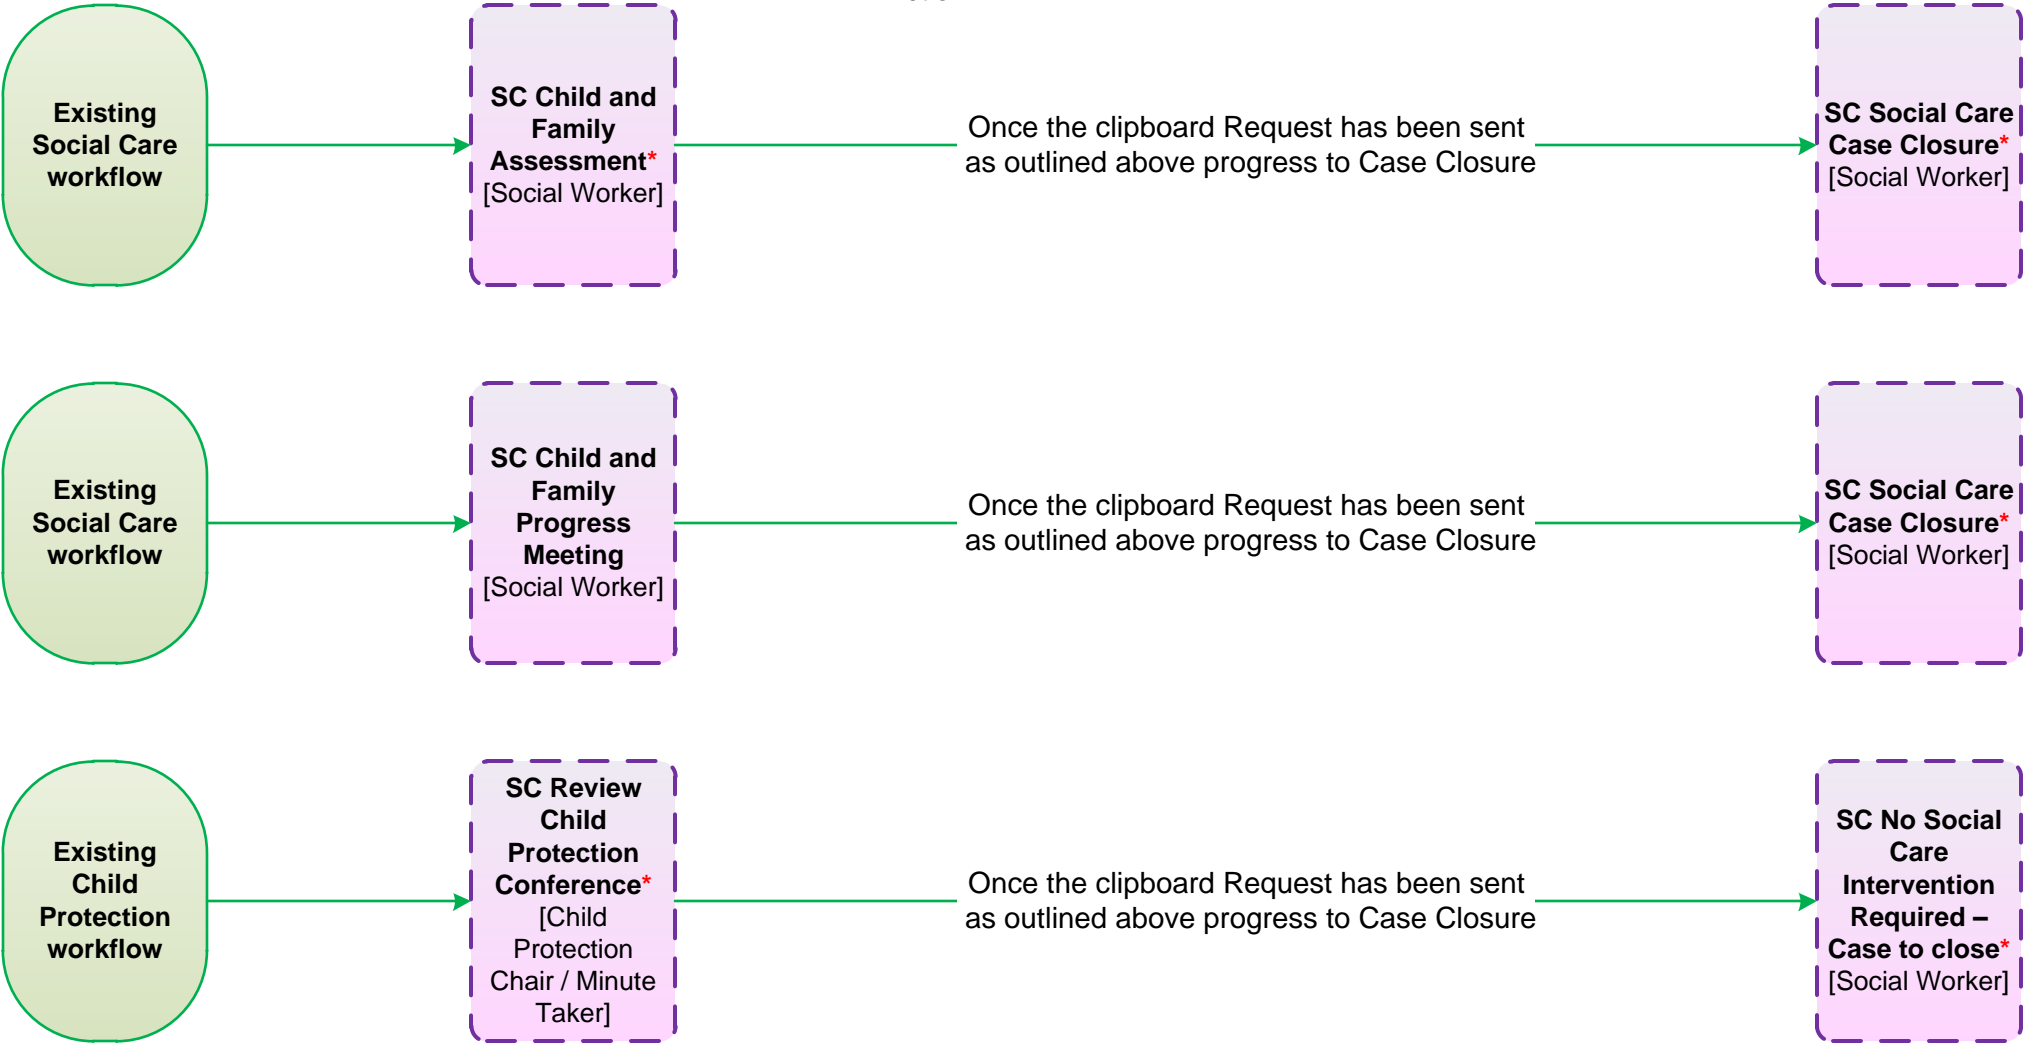 Existing
Social Care
workflow
SC Child and
Family
Assessment*
[Social Worker]
Once the clipboard Request has been sent
as outlined above progress to Case Closure
SC Social Care
Case Closure*
[Social Worker]
Existing
Social Care
workflow
SC Child and
Family
Progress
Meeting
[Social Worker]
Once the clipboard Request has been sent
as outlined above progress to Case Closure
SC Social Care
Case Closure*
[Social Worker]
Existing
Child
Protection
workflow
SC Review
Child
Protection
Conference*
[Child
Protection
Chair / Minute
Taker]
Once the clipboard Request has been sent
as outlined above progress to Case Closure
SC No Social
Care
Intervention
Required –
Case to close*
[Social Worker]